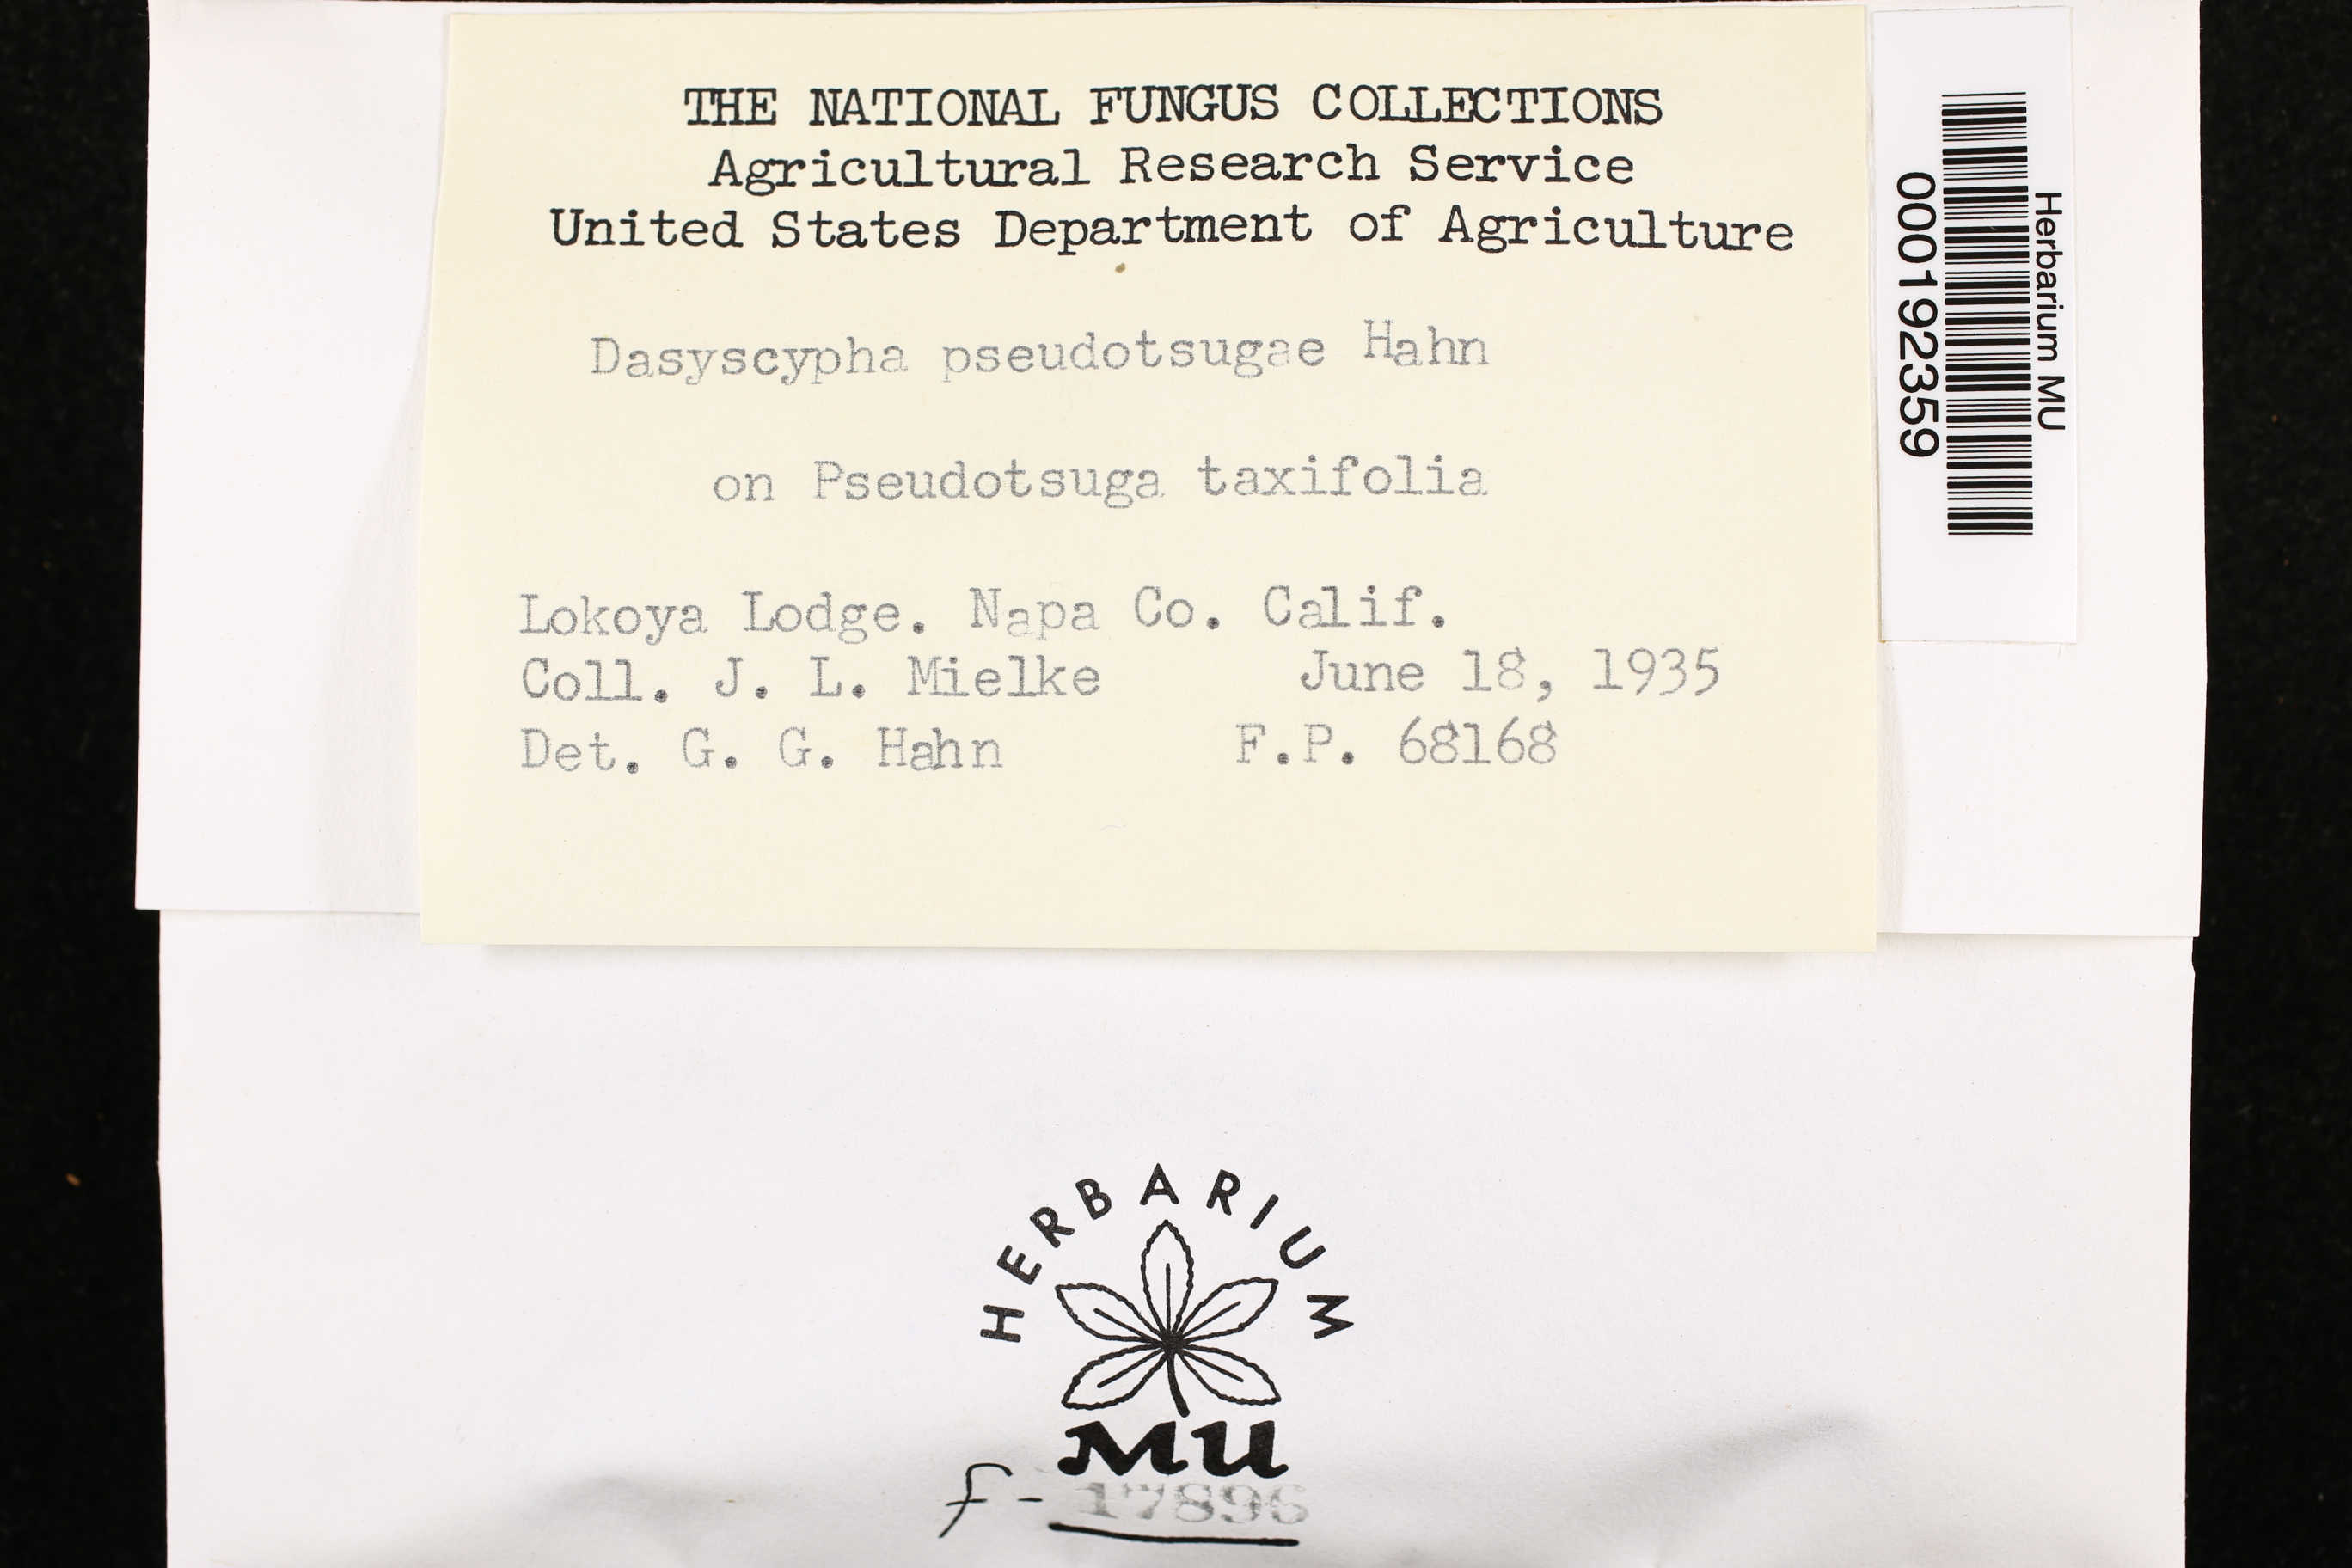 THE NATIONAL FUNGUS COLLECTIONS
Agricultural Research Service
United States Department of Agriculture
Dasyscypha pseudotsugae Hahn
on Pseudotsuga taxifolia
Lokoya Lodge. Napa Co. Calif.
Coll. J. L. Mielke June 18, 1935
Det. G. G. Hahn F.P. 68168
Herbarium MU
000192359
HERBARIUM
MU
f- 17896